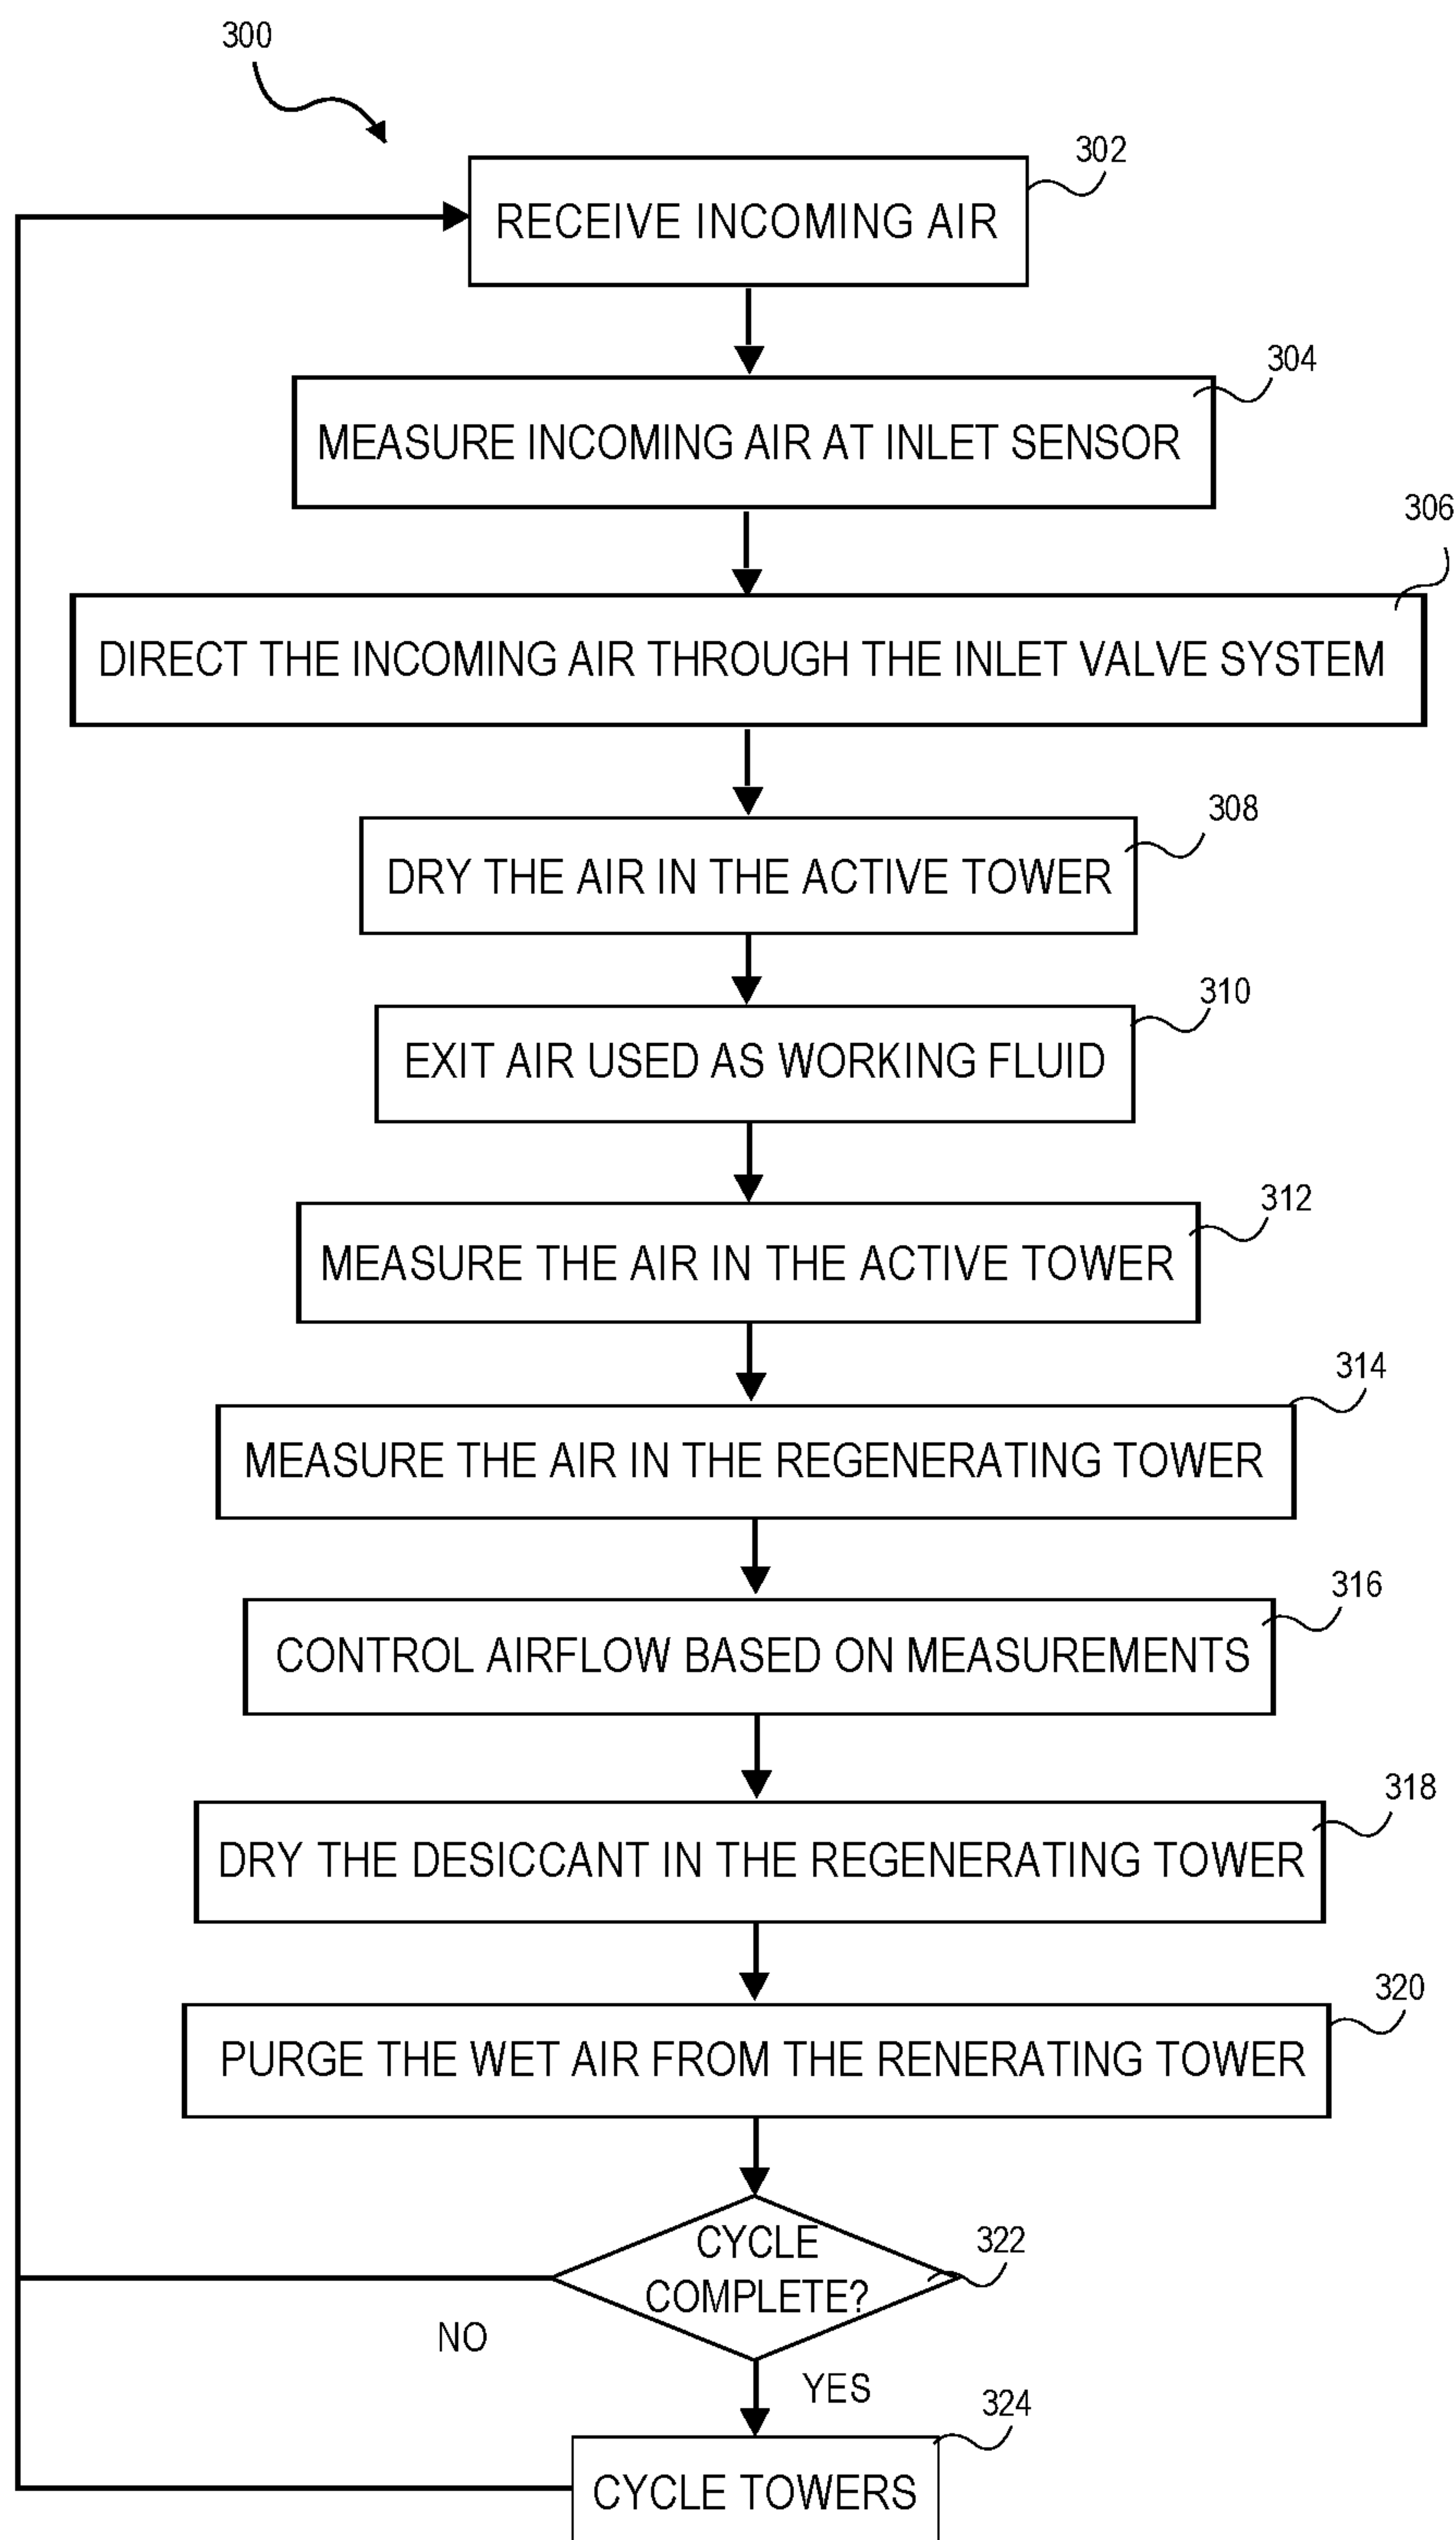 300
302
RECEIVE INCOMING AIR
304
MEASURE INCOMING AIR AT INLET SENSOR
306
DIRECT THE INCOMING AIR THROUGH THE INLET VALVE SYSTEM
308
DRY THE AIR IN THE ACTIVE TOWER
310
EXIT AIR USED AS WORKING FLUID
312
MEASURE THE AIR IN THE ACTIVE TOWER
314
MEASURE THE AIR IN THE REGENERATING TOWER
316
CONTROL AIRFLOW BASED ON MEASUREMENTS
318
DRY THE DESICCANT IN THE REGENERATING TOWER
320
PURGE THE WET AIR FROM THE RENERATING TOWER
CYCLE
COMPLETE?
322
NO
YES
324
CYCLE TOWERS